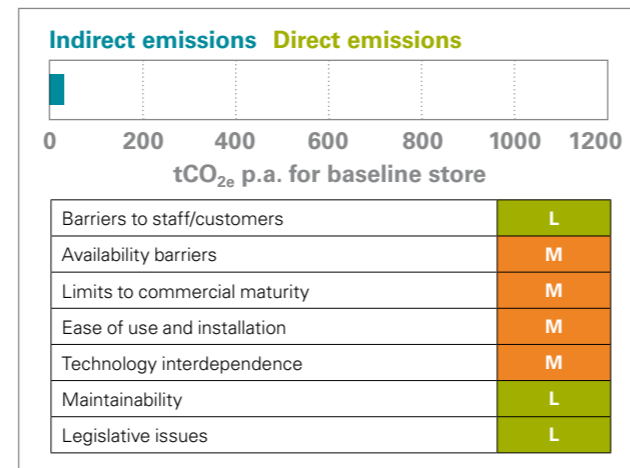 Indirect emissions Direct emissions
0 200 400 600 800 1000 1200
tCO2e p.a. for baseline store
Barriers to staff/customers L
Availability barriers M
Limits to commercial maturity M
Ease of use and installation M
Technology interdependence M
Maintainability L
Legislative issues L